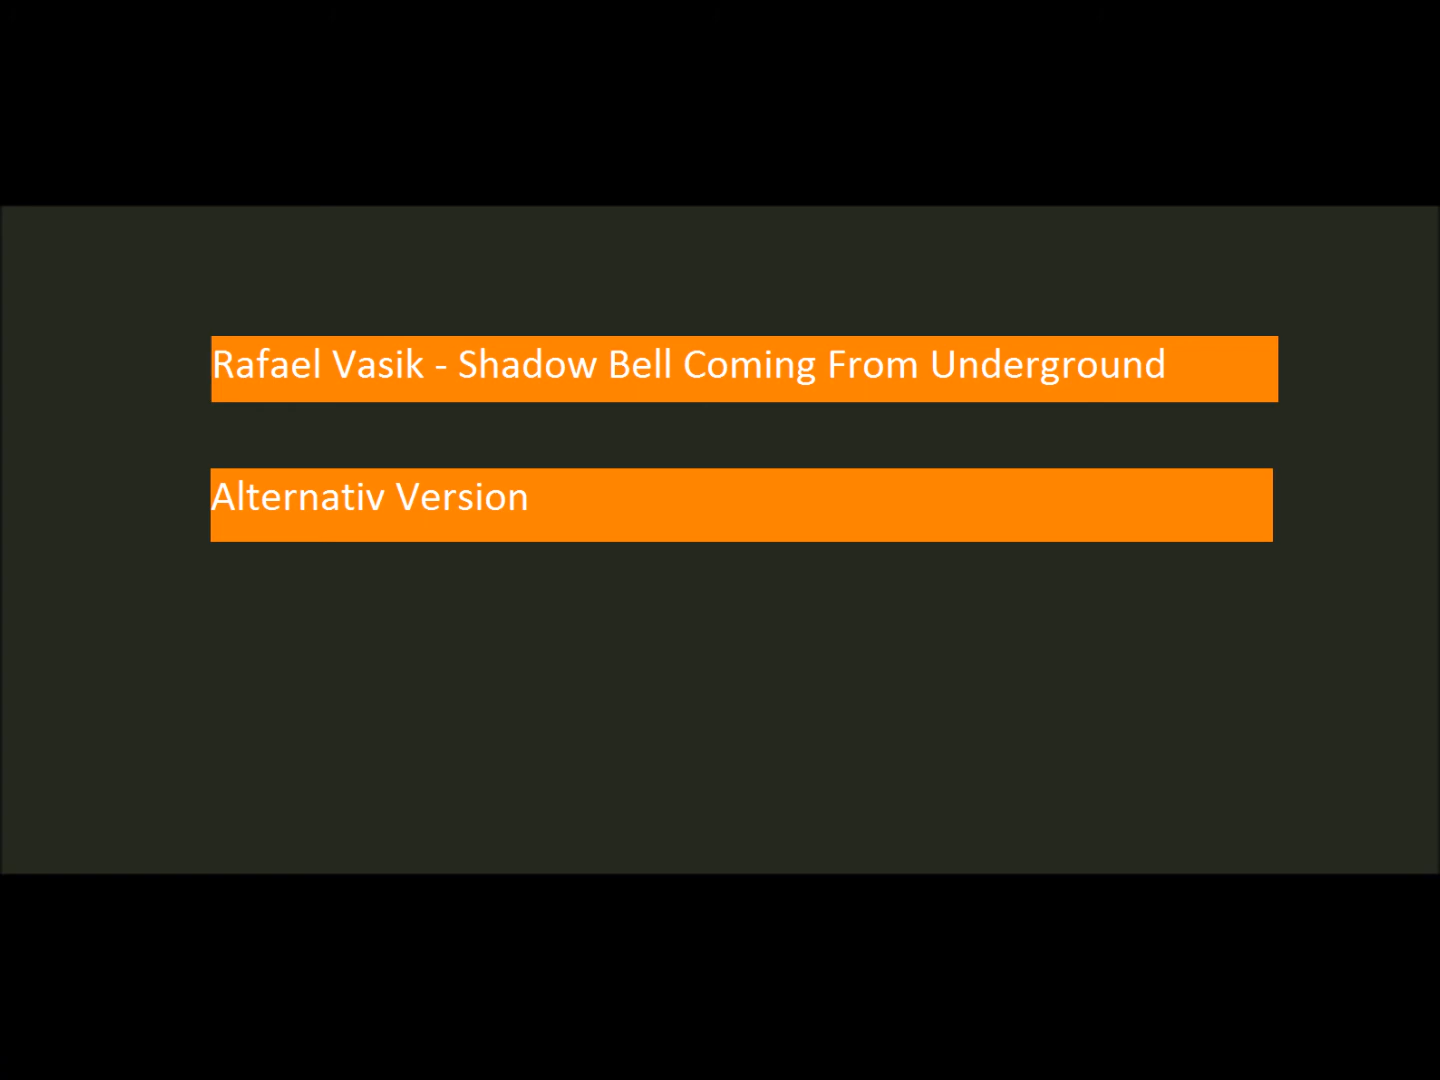 Rafael Vasik - Shadow Bell Coming From Underground
Alternativ Version